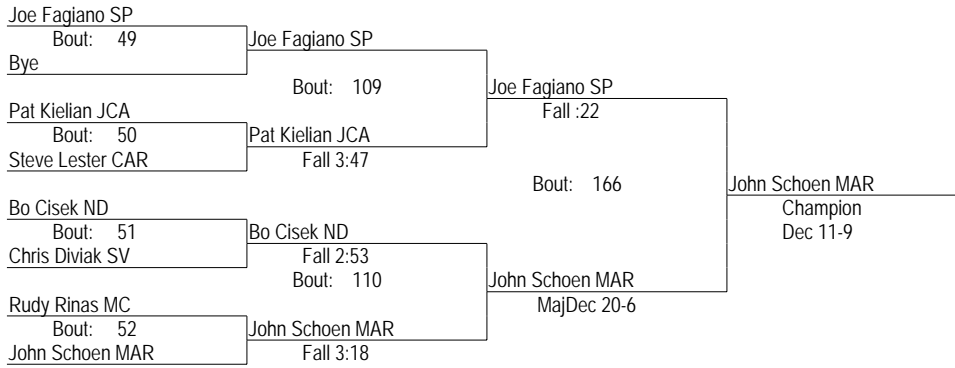 Joe Fagiano SP
Bout: 49
Joe Fagiano SP
Bye
Bout: 109
Joe Fagiano SP
Fall :22
Pat Kielian JCA
Bout: 50
Pat Kielian JCA
Steve Lester CAR
Fall 3:47
Bout: 166
John Schoen MAR
Champion
Dec 11-9
Bo Cisek ND
Bout: 51
Bo Cisek ND
Chris Diviak SV
Fall 2:53
Bout: 110
John Schoen MAR
MajDec 20-6
Rudy Rinas MC
Bout: 52
John Schoen MAR
John Schoen MAR
Fall 3:18